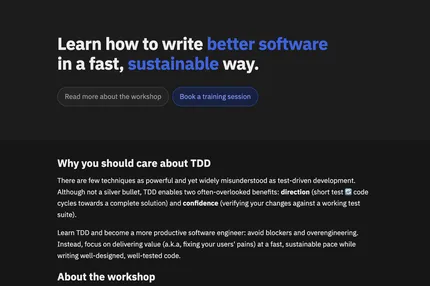 Learn how to write better software
in a fast, sustainable way.
Read more about the workshop
Book a training session
Why you should care about TDD
There are few techniques as powerful and yet widely misunderstood as test-driven development.
Although not a silver bullet, TDD enables two often-overlooked benefits: direction (short test 🔄 code
cycles towards a complete solution) and confidence (verifying your changes against a working test
suite).
Learn TDD and become a more productive software engineer: avoid blockers and overengineering.
Instead, focus on delivering value (a.k.a, fixing your users' pains) at a fast, sustainable pace while
writing well-designed, well-tested code.
About the workshop